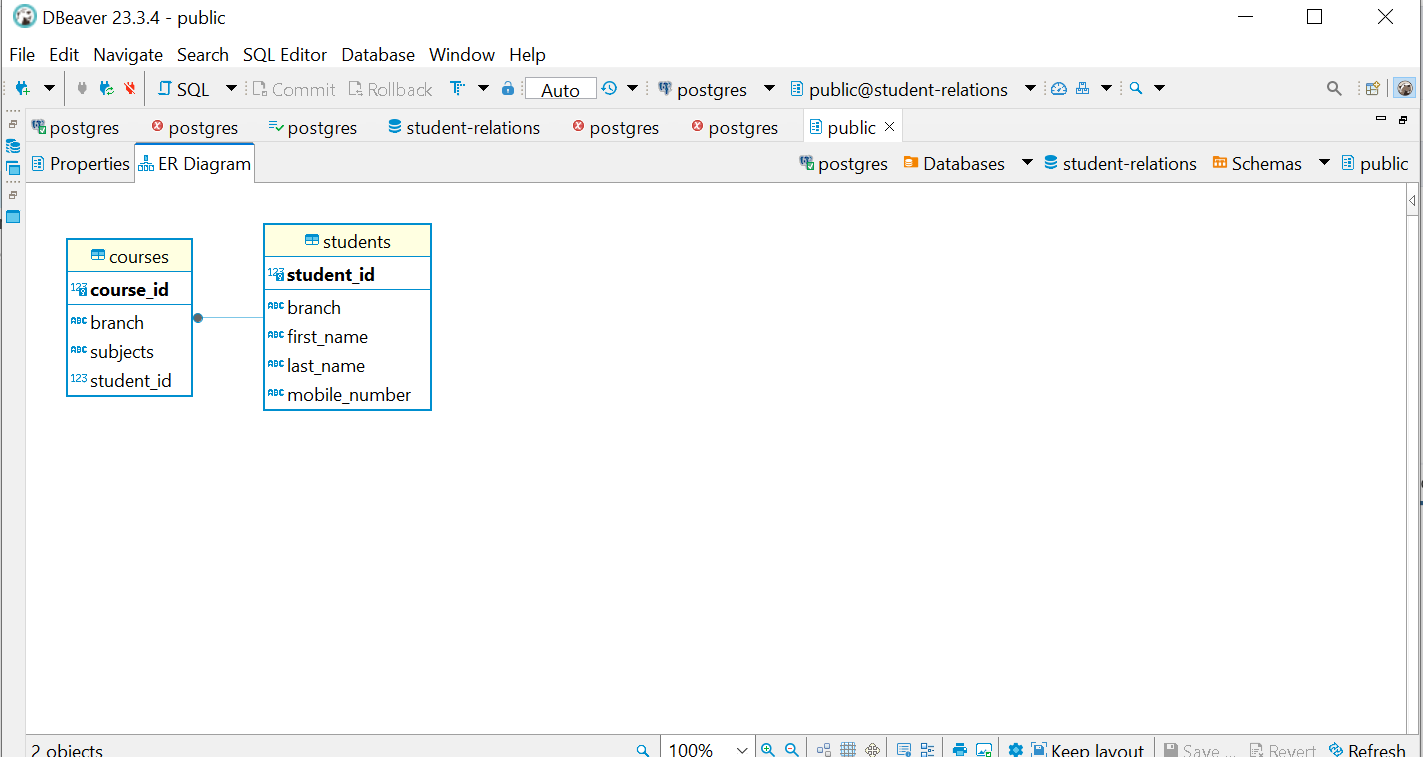 DBeaver 23.3.4 - public
File Edit Navigate Search SQL Editor Database Window Help
SQL Commit Rollback Auto postgres public@student-relations
postgres postgres postgres student-relations postgres postgres public
Properties ER Diagram postgres Databases student-relations Schemas public
courses
123 course_id
ABC branch
ABC subjects
123 student_id
students
123 student_id
ABC branch
ABC first_name
ABC last_name
ABC mobile_number
2 objects 100% Keep layout Save ... Revert Refresh